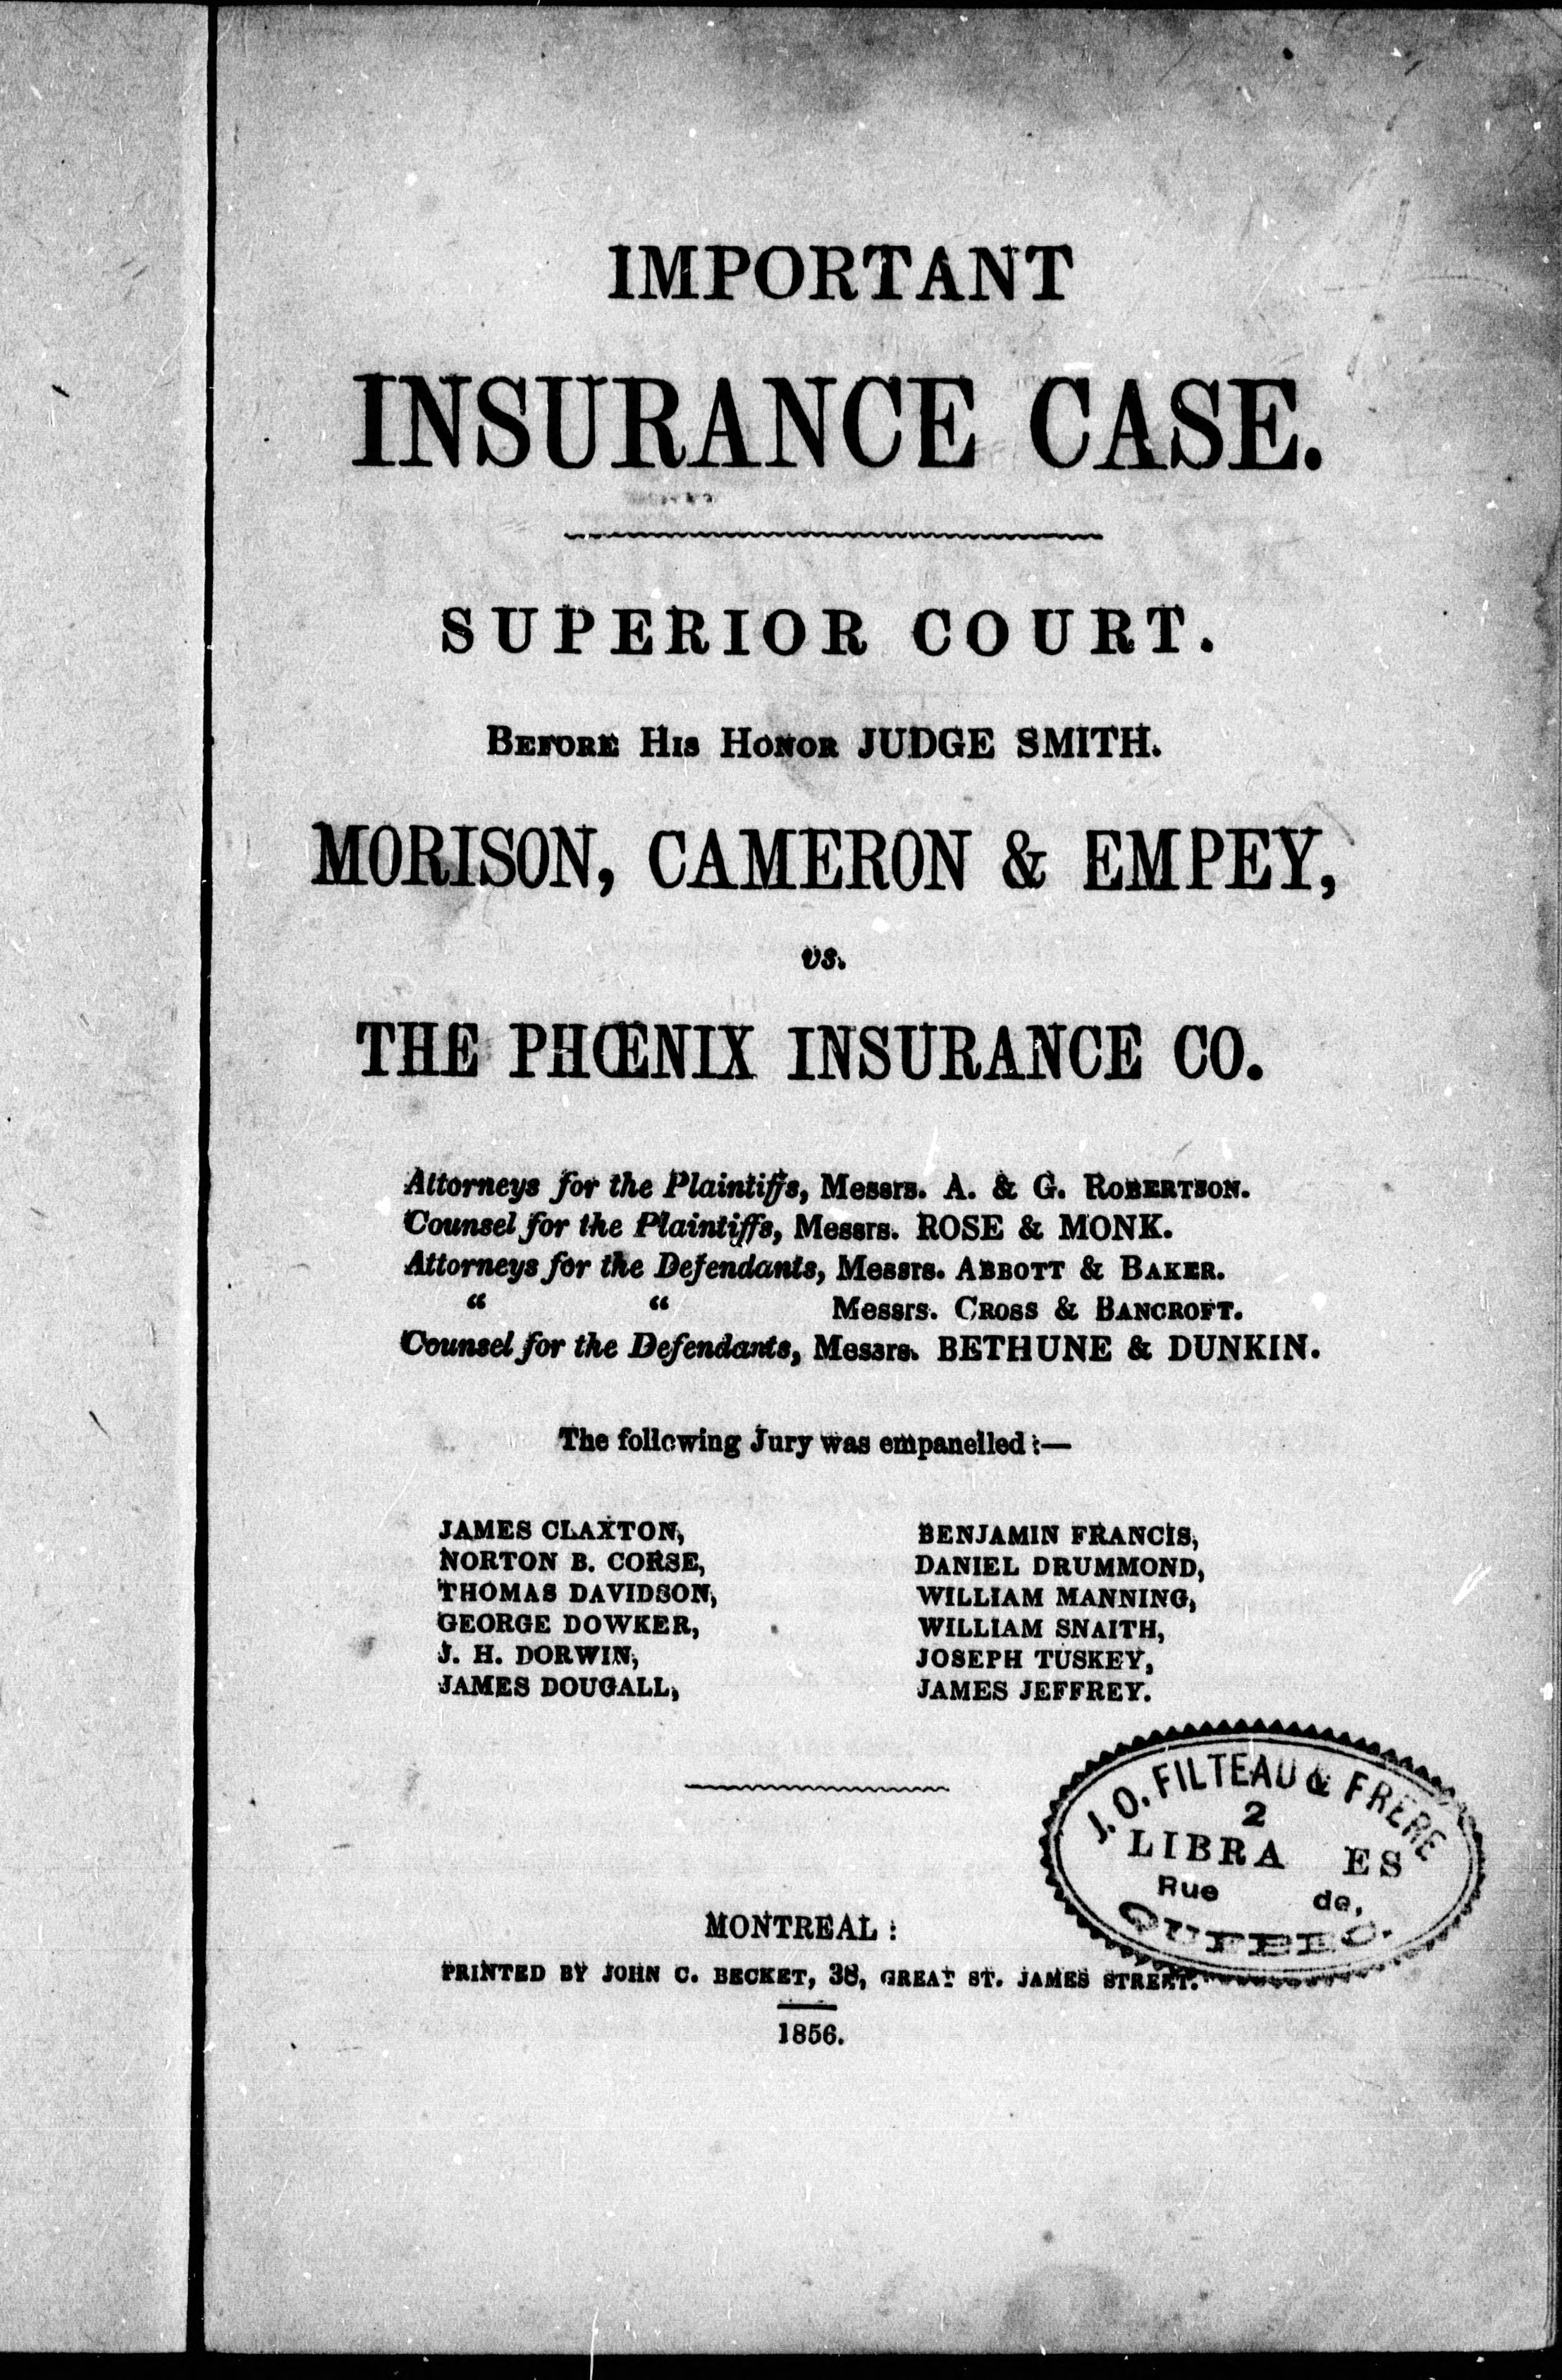 IMPORTANT
INSURANCE CASE.
SUPERIOR COURT.
BEFORE HIS HONOR JUDGE SMITH.
MORISON, CAMERON & EMPEY,
vs.
THE PHŒNIX INSURANCE CO.
Attorneys for the Plaintiffs, Messrs. A. & G. ROBERTSON.
Counsel for the Plaintiffs, Messrs. ROSE & MONK.
Attorneys for the Defendants, Messrs. ABBOTT & BAKER.
“ “ Messrs. CROSS & BANCROFT.
Counsel for the Defendants, Messrs. BETHUNE & DUNKIN.
The following Jury was empanelled :—
JAMES CLAXTON,
NORTON B. CORSE,
THOMAS DAVIDSON,
GEORGE DOWKER,
J. H. DORWIN,
JAMES DOUGALL,
BENJAMIN FRANCIS,
DANIEL DRUMMOND,
WILLIAM MANNING,
WILLIAM SNAITH,
JOSEPH TUSKEY,
JAMES JEFFREY.
J. O. FILTEAU & FRERE
2
LIBRA ES
Rue de,
QUEBEC.
MONTREAL :
PRINTED BY JOHN C. BECKET, 38, GREAT ST. JAMES STREET.
1856.